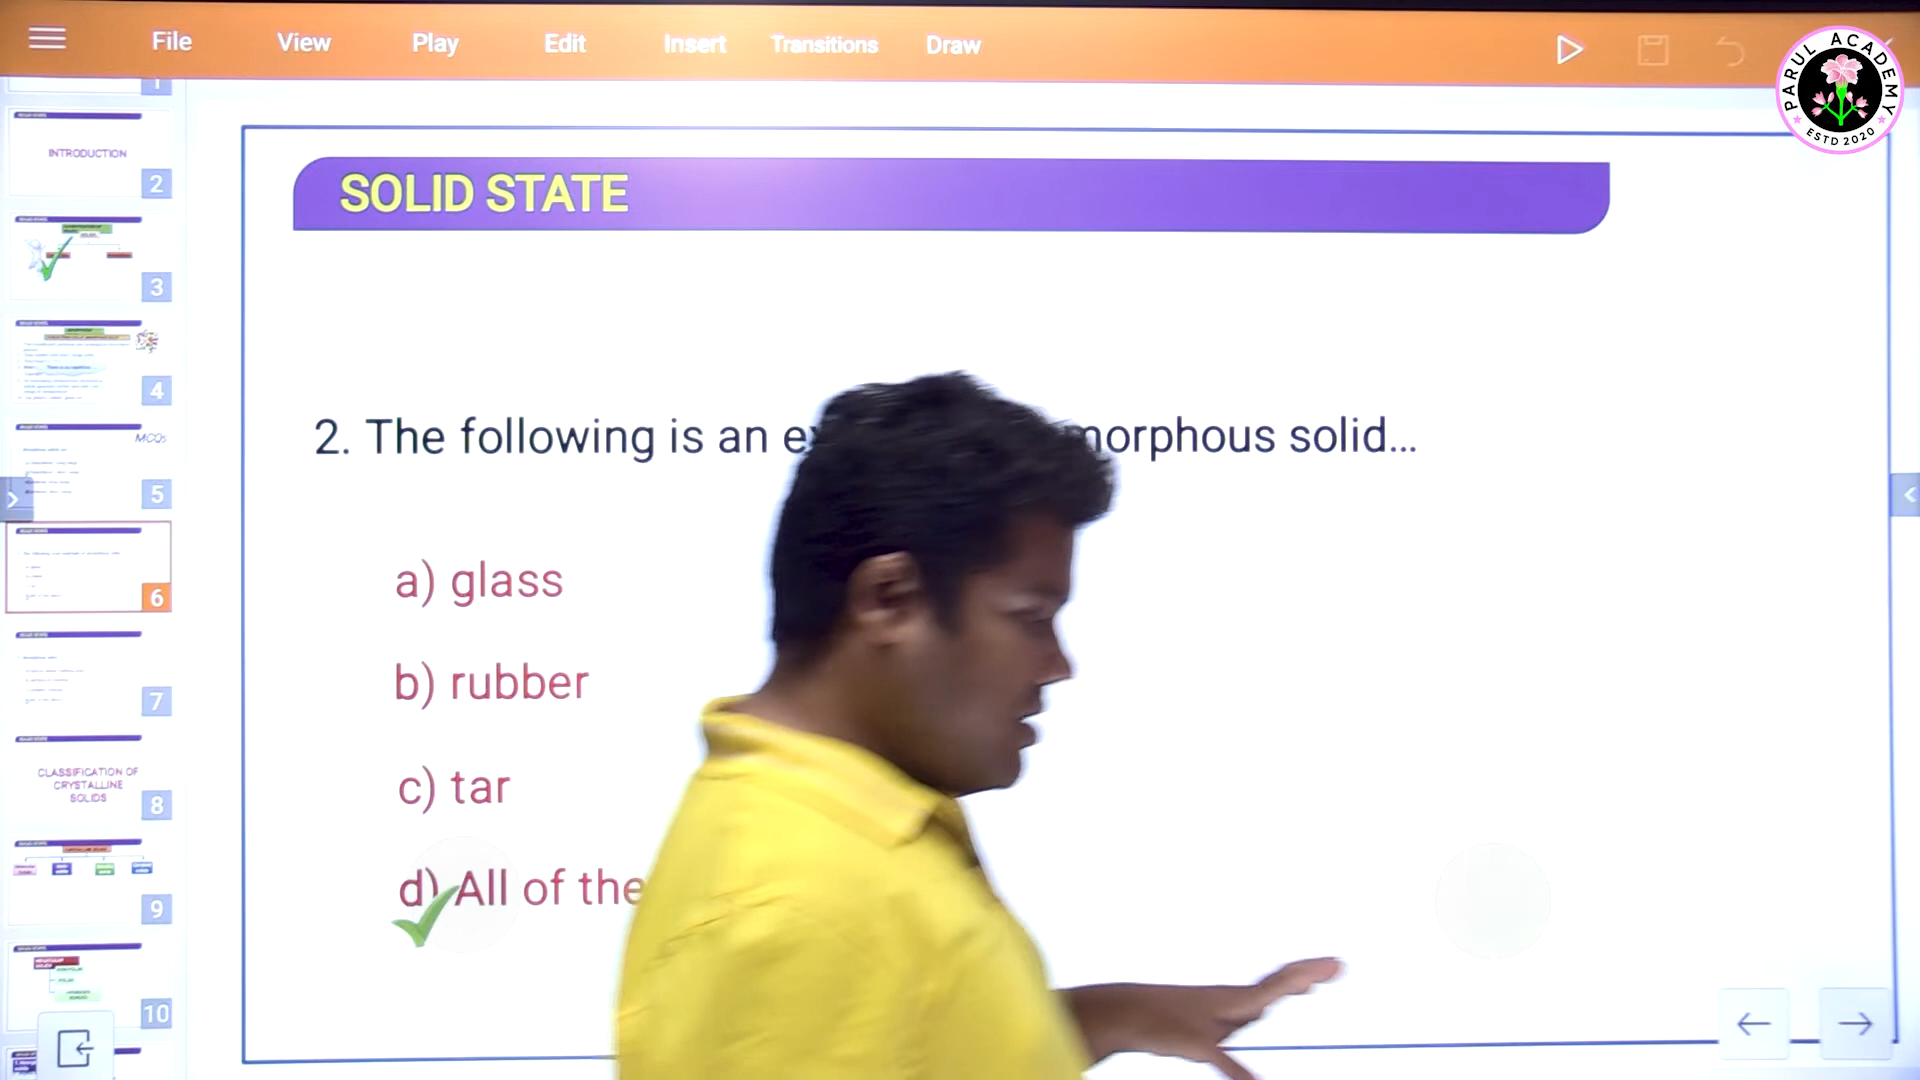 File View Play Edit Insert Transitions Draw
PARUL ACADEMY
ESTD 2020
1
INTRODUCTION
2
3
4
MCQs
5
6
7
CLASSIFICATION OF
CRYSTALLINE
SOLIDS
8
9
10
SOLID STATE
2. The following is an e morphous solid...
a) glass
b) rubber
c) tar
d) All of the